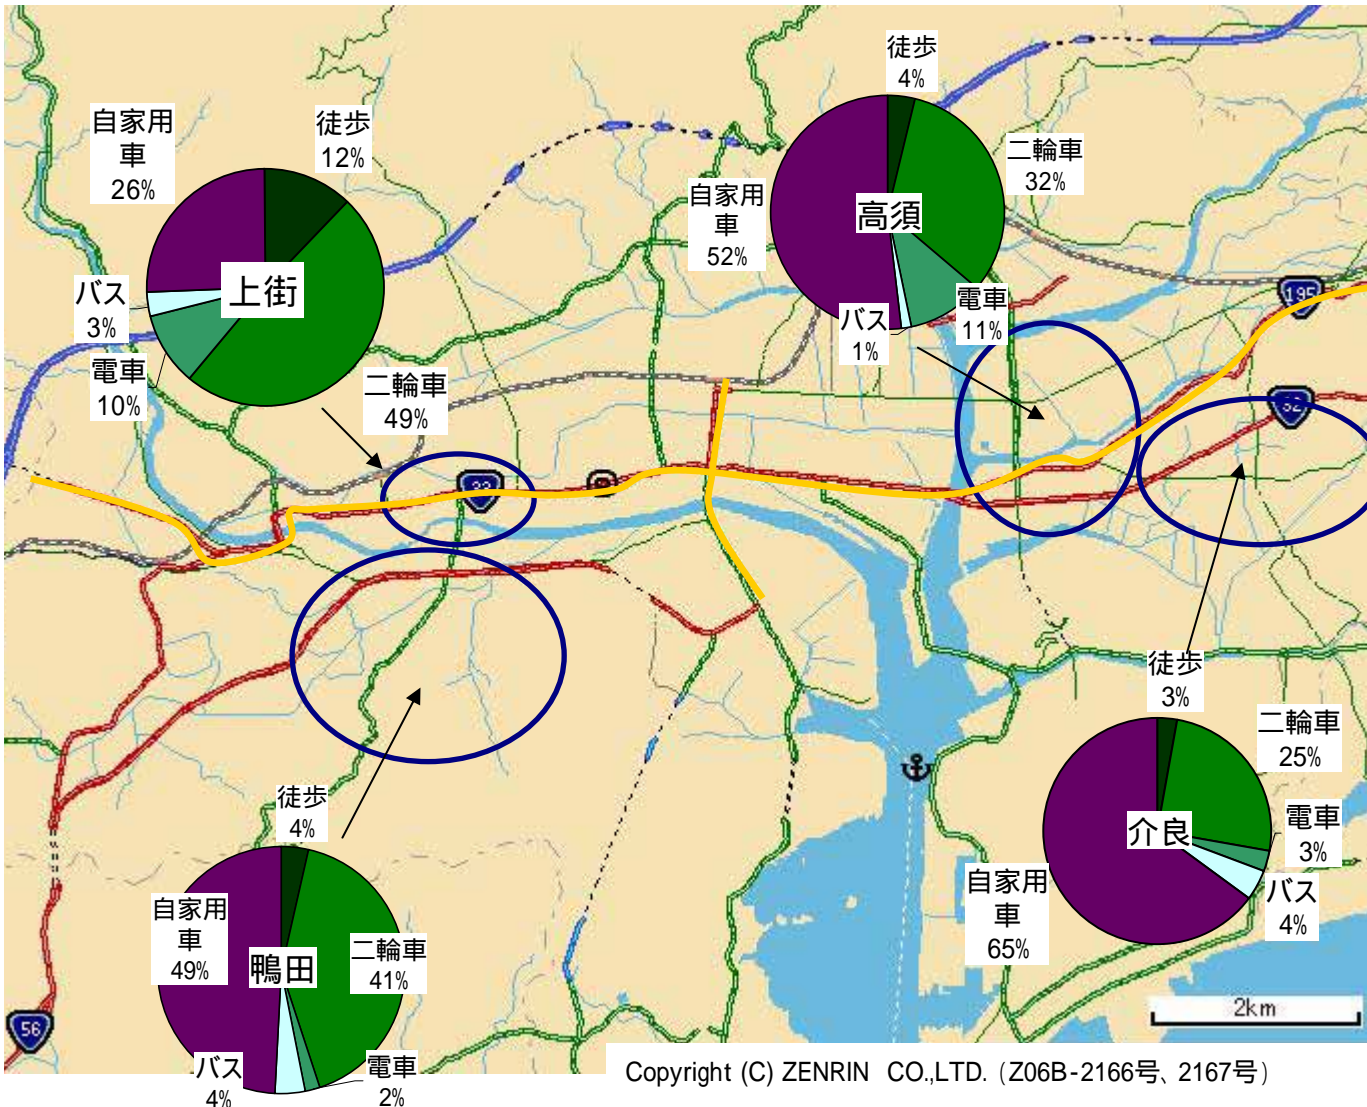 徒歩
4%
自家用
車
26%
徒歩
12%
二輪車
32%
自家用
車
52%
高須
上街
バス
3%
電車
11%
バス
1%
195
電車
10%
二輪車
49%
32
徒歩
3%
二輪車
25%
電車
3%
介良
バス
4%
自家用
車
65%
徒歩
4%
自家用
車
49%
二輪車
41%
鴨田
バス
4%
電車
2%
56
2km
Copyright (C) ZENRIN CO.,LTD. (Z06B-2166号、2167号)